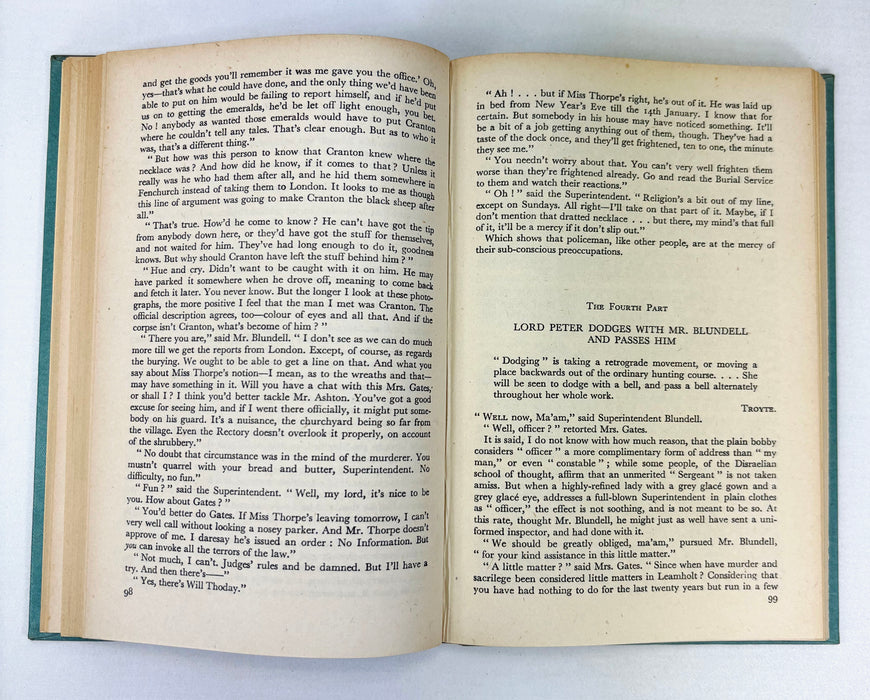 and get the goods you'll remember it was me gave you the office.' Oh,
yes—that's what he could have done, and the only thing we'd have been
able to put on him would be failing to report himself, and if he'd put
us on to getting the emeralds, he'd be let off light enough, you bet.
No ! anybody as wanted those emeralds would have to put Cranton
where he couldn't tell any tales. That's clear enough. But as to who it
was, that's a different thing."
" But how was this person to know that Cranton knew where the
necklace was ? And how did he know, if it comes to that ? Unless it
really was he who had them after all, and he hid them somewhere in
Fenchurch instead of taking them to London. It looks to me as though
this line of argument was going to make Cranton the black sheep after
all."
" That's true. How'd he come to know ? He can't have got the tip
from anybody down here, or they'd have got the stuff for themselves,
and not waited for him. They've had long enough to do it, goodness
knows. But why should Cranton have left the stuff behind him ? "
" Hue and cry. Didn't want to be caught with it on him. He may
have parked it somewhere when he drove off, meaning to come back
and fetch it later. You never know. But the longer I look at these photo-
graphs, the more positive I feel that the man I met was Cranton. The
official description agrees, too—colour of eyes and all that. And if the
corpse isn't Cranton, what's become of him ? "
" There you are," said Mr. Blundell. " I don't see as we can do much
more till we get the reports from London. Except, of course, as regards
the burying. We ought to be able to get a line on that. And what you
say about Miss Thorpe's notion—I mean, as to the wreaths and that—
may have something in it. Will you have a chat with this Mrs. Gates,
or shall I ? I think you'd better tackle Mr. Ashton. You've got a good
excuse for seeing him, and if I went there officially, it might put some-
body on his guard. It's a nuisance, the churchyard being so far from
the village. Even the Rectory doesn't overlook it properly, on account
of the shrubbery."
" No doubt that circumstance was in the mind of the murderer. You
mustn't quarrel with your bread and butter, Superintendent. No
difficulty, no fun."
" Fun ? " said the Superintendent. " Well, my lord, it's nice to be
you. How about Gates ? "
" You'd better do Gates. If Miss Thorpe's leaving tomorrow, I can't
very well call without looking a nosey parker. And Mr. Thorpe doesn't
approve of me. I daresay he's issued an order : No Information. But
you can invoke all the terrors of the law."
" Not much, I can't. Judges' rules and be damned. But I'll have a
try. And then there's——"
" Yes, there's Will Thoday."
98
" Ah ! . . . but if Miss Thorpe's right, he's out of it. He was laid up
in bed from New Year's Eve till the 14th January. I know that for
certain. But somebody in his house may have noticed something. It'll
be a bit of a job getting anything out of them, though. They've had a
taste of the dock once, and they'll get frightened, ten to one, the minute
they see me."
" You needn't worry about that. You can't very well frighten them
worse than they're frightened already. Go and read the Burial Service
to them and watch their reactions."
" Oh ! " said the Superintendent. " Religion's a bit out of my line,
except on Sundays. All right—I'll take on that part of it. Maybe, if I
don't mention that dratted necklace . . . but there, my mind's that full
of it, it'll be a mercy if it don't slip out."
Which shows that policeman, like other people, are at the mercy of
their sub-conscious preoccupations.
The Fourth Part
LORD PETER DODGES WITH MR. BLUNDELL
AND PASSES HIM
" Dodging " is taking a retrograde movement, or moving a
place backwards out of the ordinary hunting course. . . . She
will be seen to dodge with a bell, and pass a bell alternately
throughout her whole work.
Troyte.
" Well now, Ma'am," said Superintendent Blundell.
" Well, officer ? " retorted Mrs. Gates.
It is said, I do not know with how much reason, that the plain bobby
considers " officer " a more complimentary form of address than " my
man," or even " constable " ; while some people, of the Disraelian
school of thought, affirm that an unmerited " Sergeant " is not taken
amiss. But when a highly-refined lady with a grey glacé gown and a
grey glacé eye, addresses a full-blown Superintendent in plain clothes
as " officer," the effect is not soothing, and is not meant to be so. At
this rate, thought Mr. Blundell, he might just as well have sent a uni-
formed inspector, and had done with it.
" We should be greatly obliged, ma'am," pursued Mr. Blundell,
" for your kind assistance in this little matter."
" A little matter ? " said Mrs. Gates. " Since when have murder and
sacrilege been considered little matters in Leamholt ? Considering that
you have had nothing to do for the last twenty years but run in a few
99